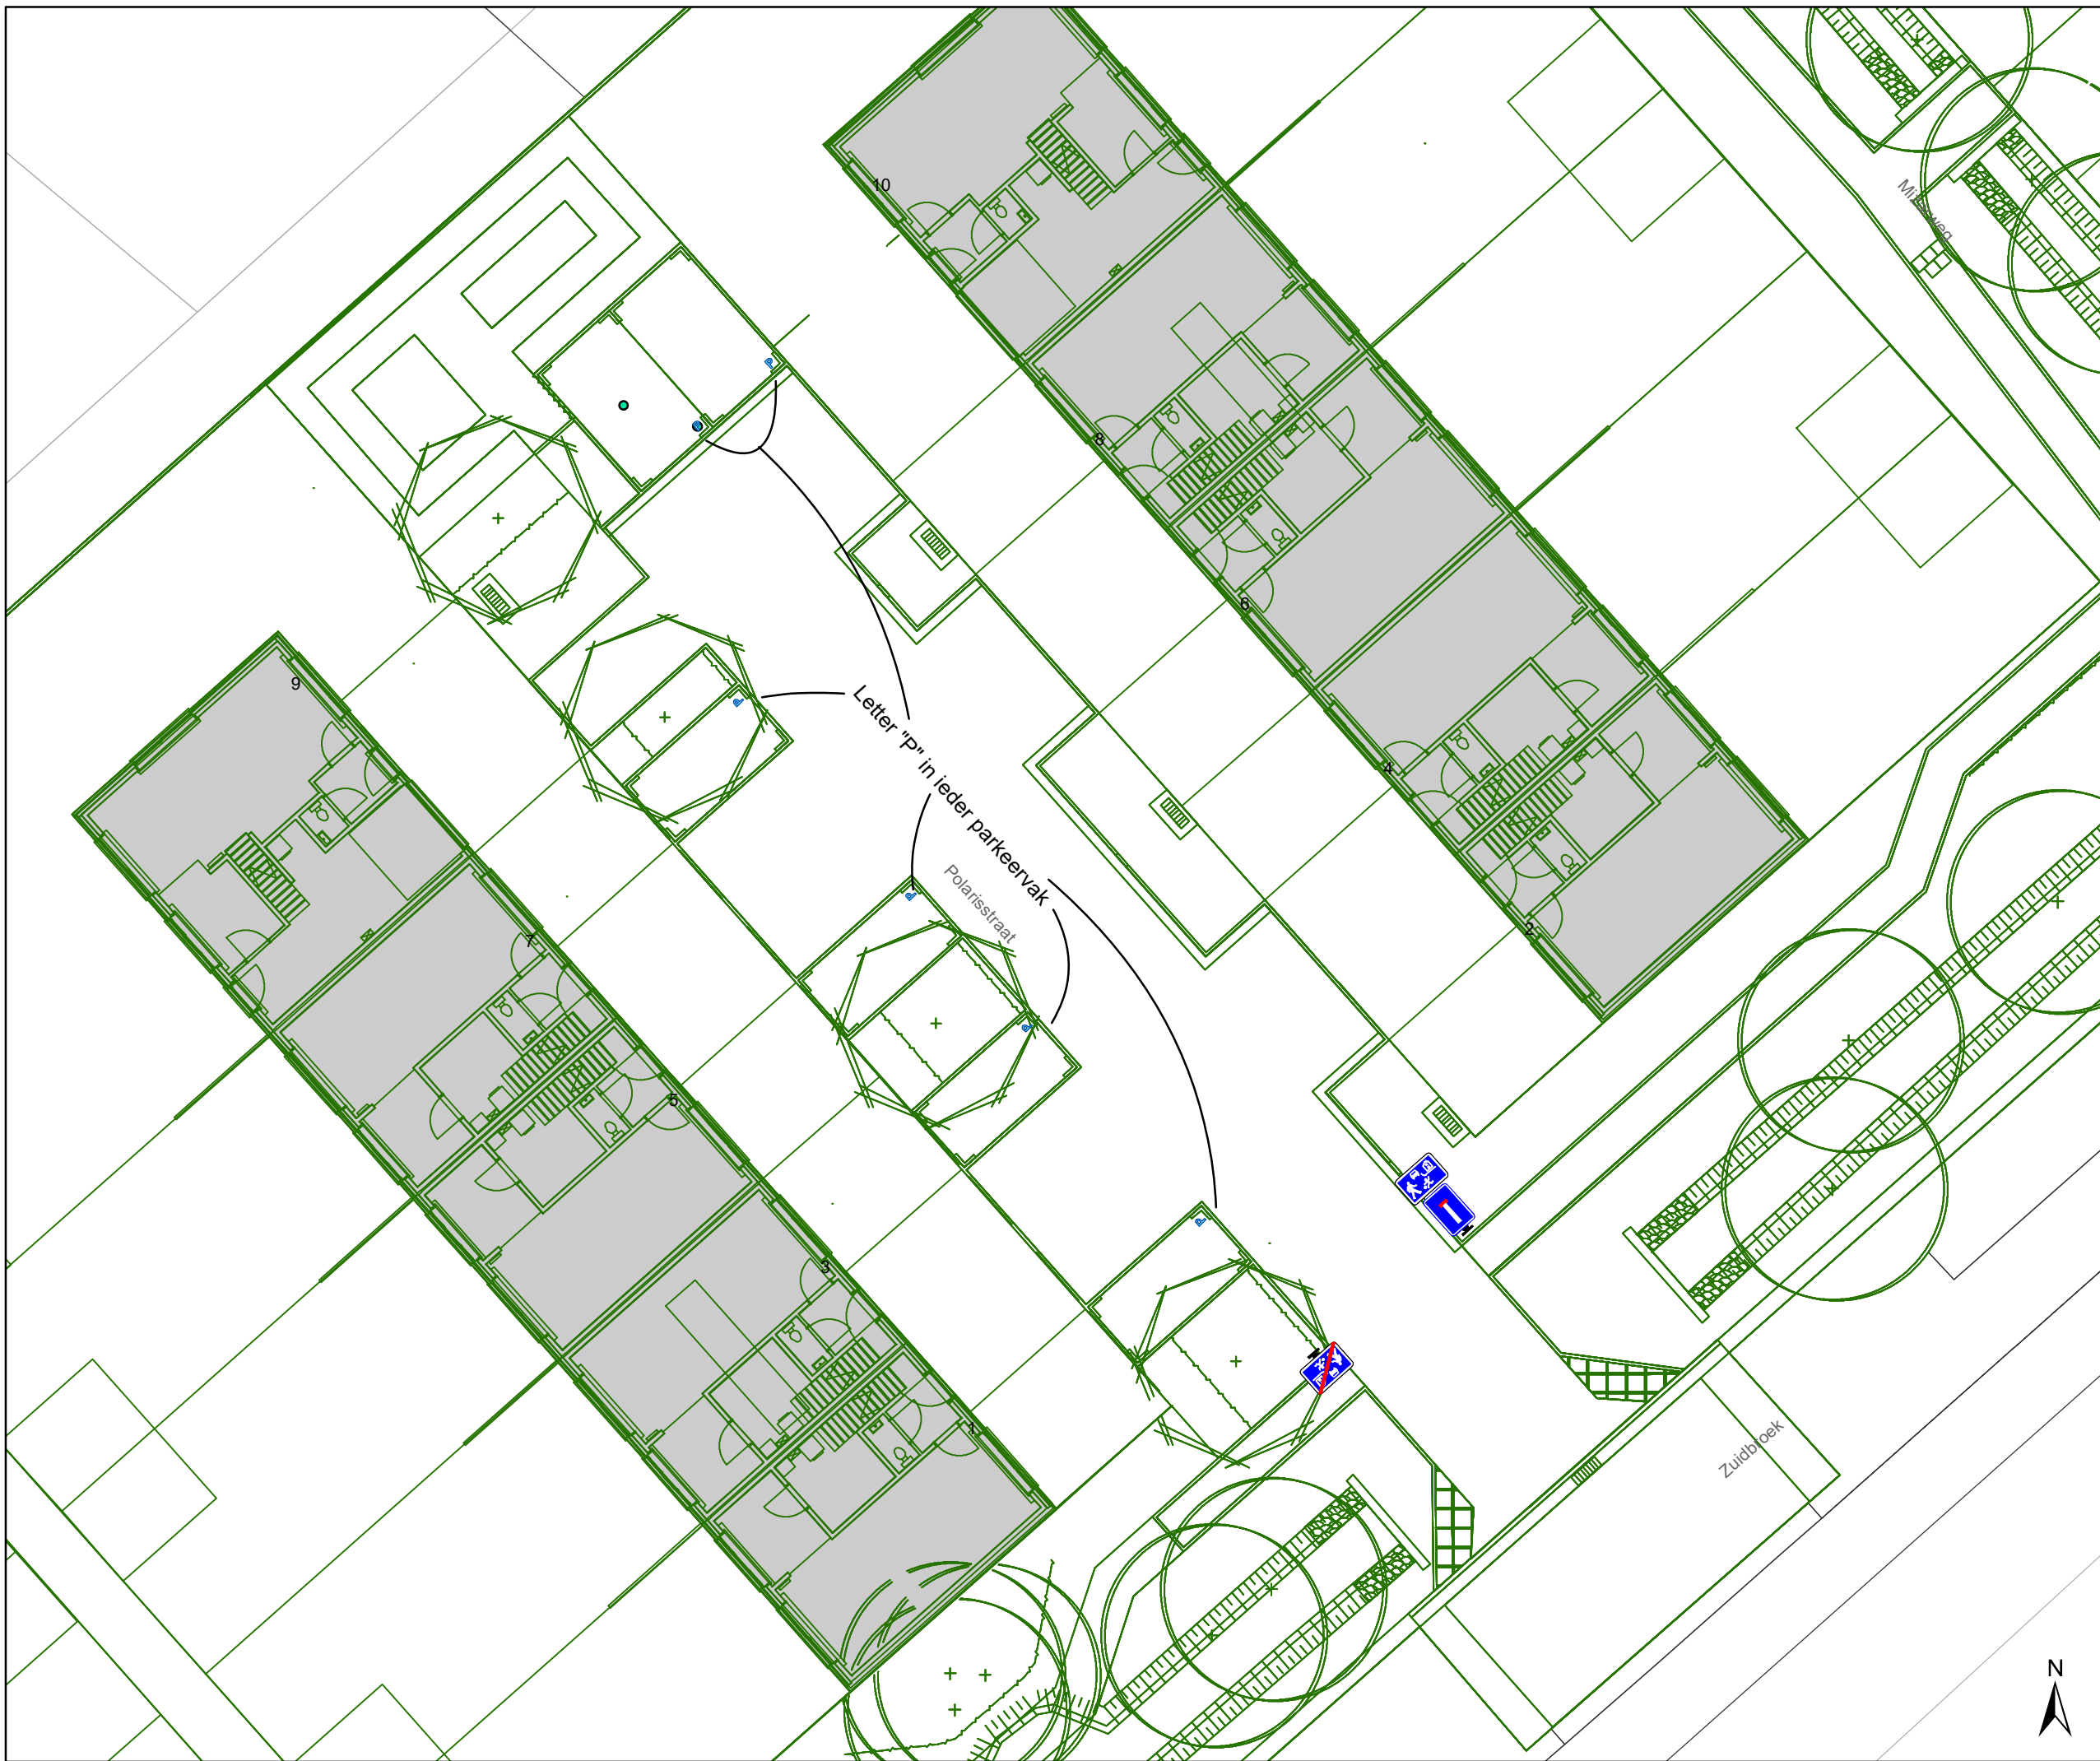 10
8
6
4
2
9
7
5
3
1
Letter "P" in ieder parkeervak
Polarisstraat
Zuidbroek
P
P
P
P
P
N